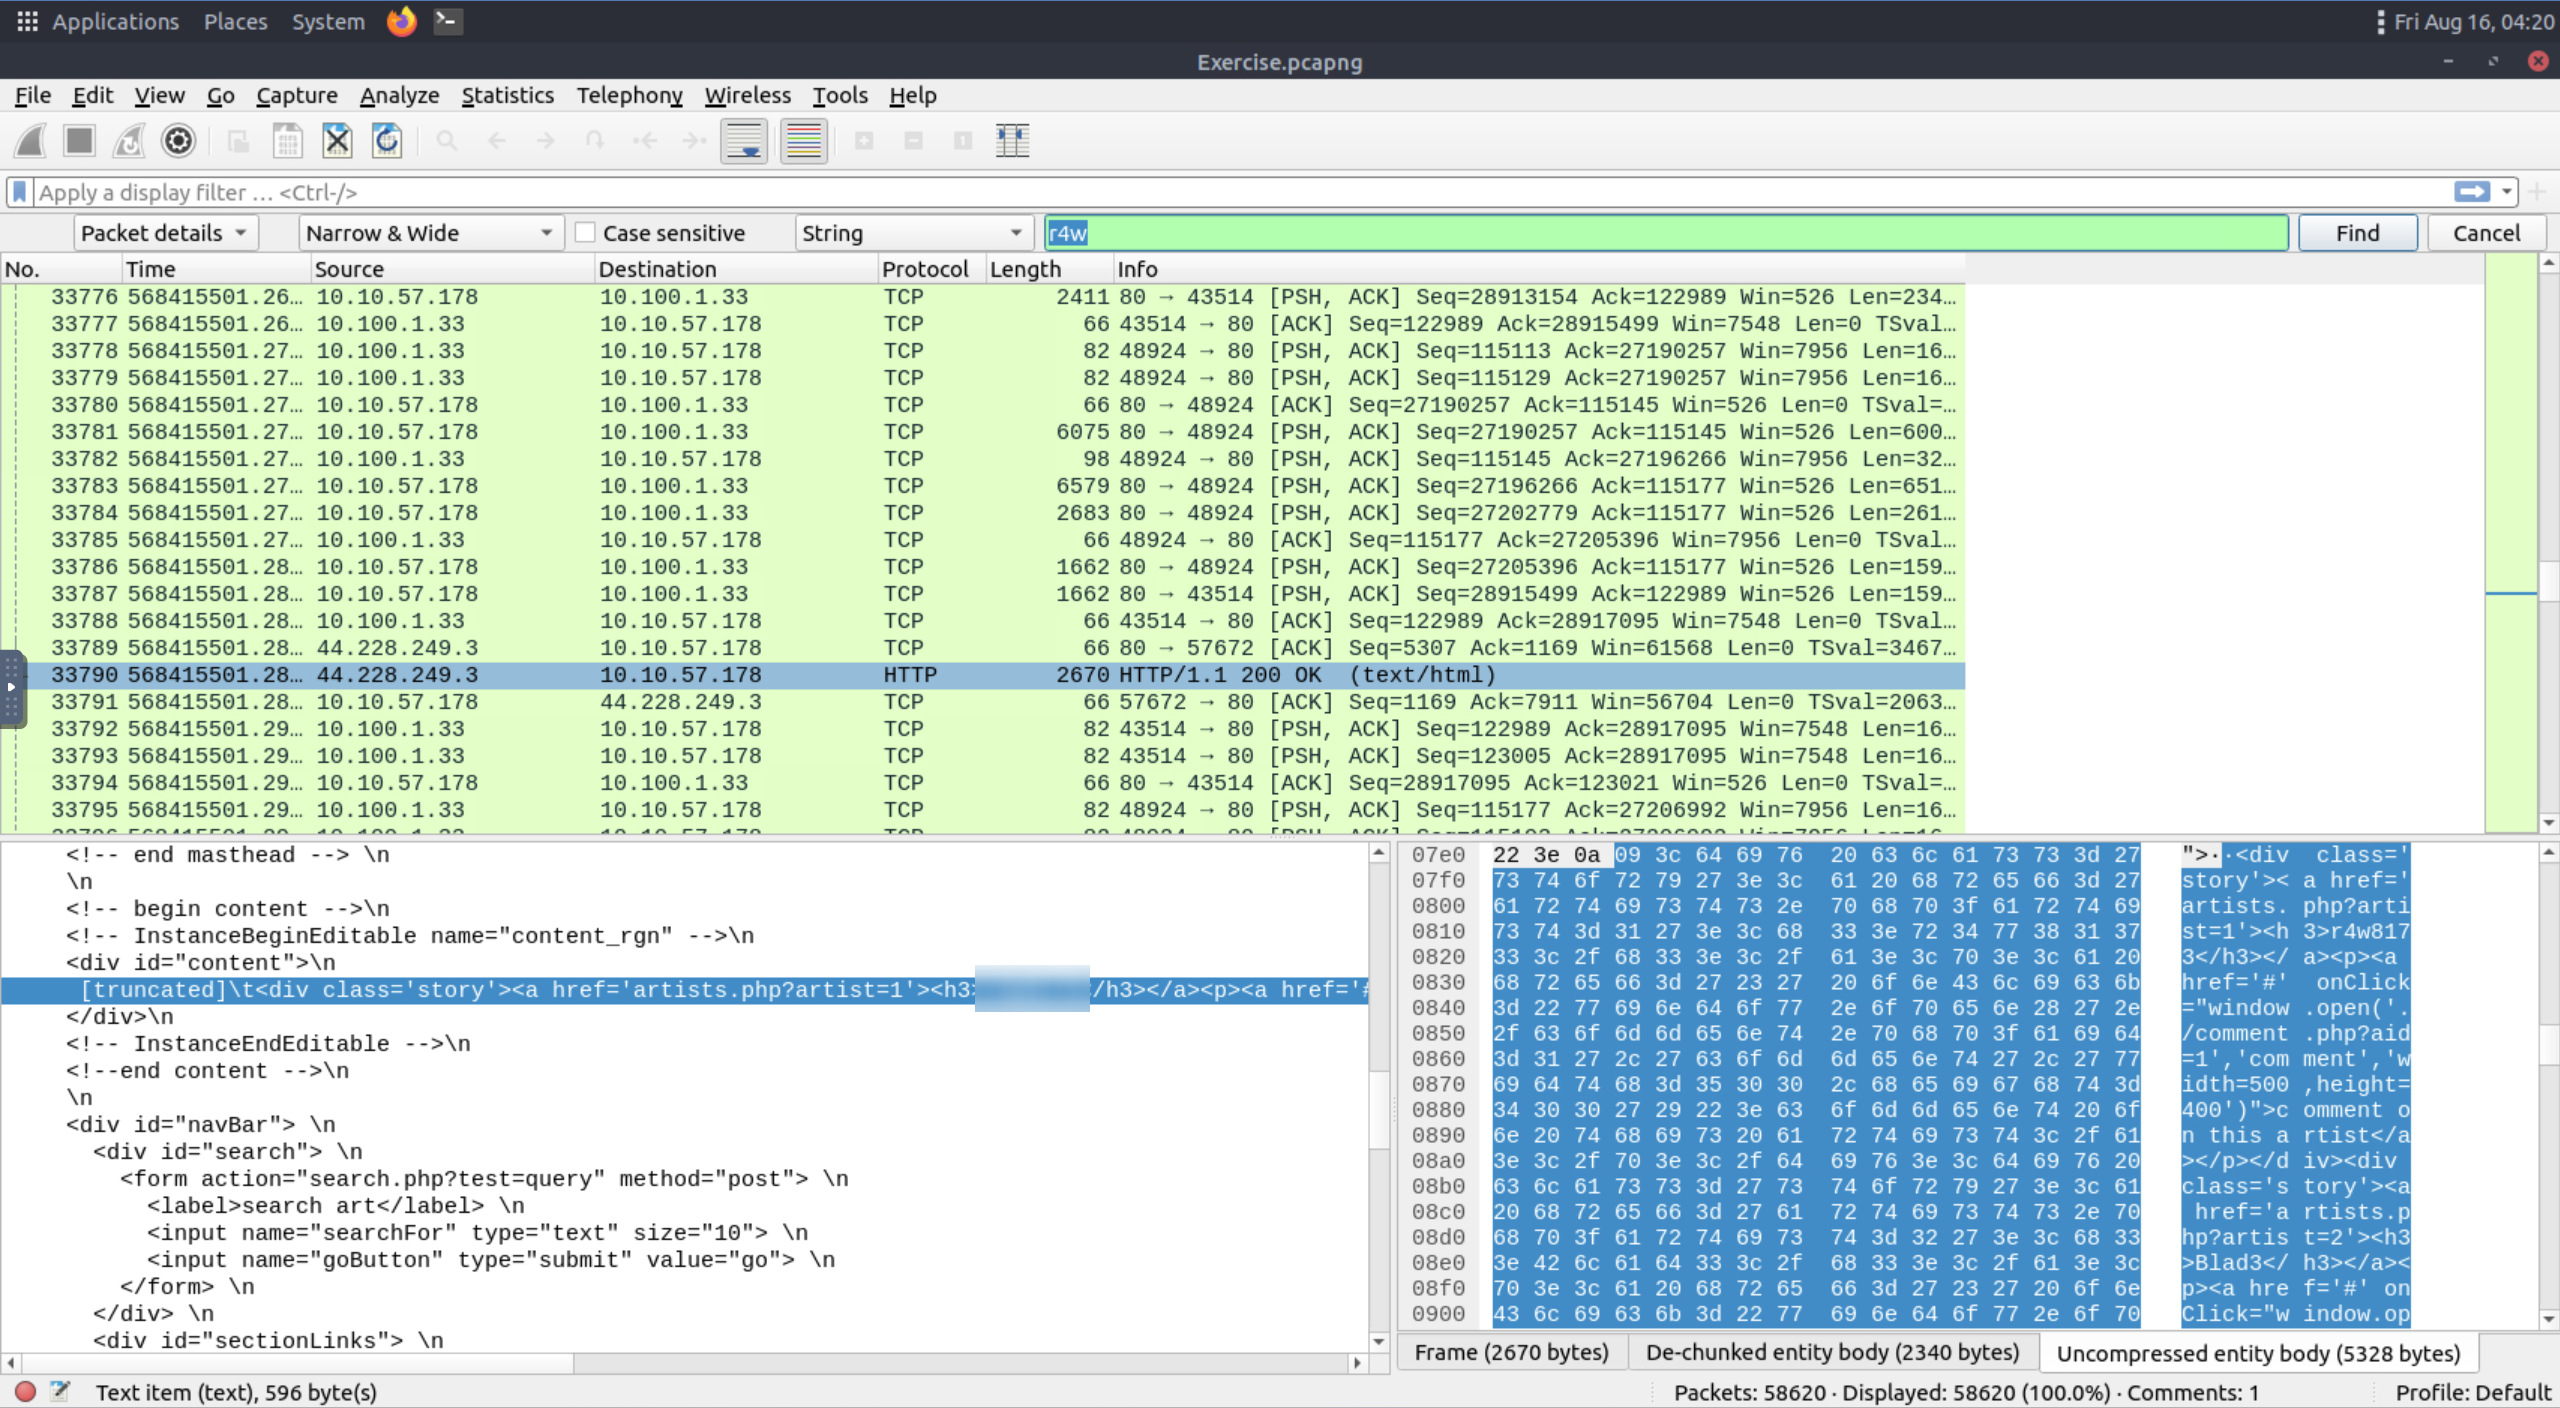 Applications Places System Fri Aug 16, 04:20
Exercise.pcapng
File Edit View Go Capture Analyze Statistics Telephony Wireless Tools Help
Apply a display filter … <Ctrl-/>
Packet details Narrow & Wide Case sensitive String r4w Find Cancel
No. Time Source Destination Protocol Length Info
33776 568415501.26… 10.10.57.178 10.100.1.33 TCP 2411 80 → 43514 [PSH, ACK] Seq=28913154 Ack=122989 Win=526 Len=234…
33777 568415501.26… 10.100.1.33 10.10.57.178 TCP 66 43514 → 80 [ACK] Seq=122989 Ack=28915499 Win=7548 Len=0 TSval…
33778 568415501.27… 10.100.1.33 10.10.57.178 TCP 82 48924 → 80 [PSH, ACK] Seq=115113 Ack=27190257 Win=7956 Len=16…
33779 568415501.27… 10.100.1.33 10.10.57.178 TCP 82 48924 → 80 [PSH, ACK] Seq=115129 Ack=27190257 Win=7956 Len=16…
33780 568415501.27… 10.10.57.178 10.100.1.33 TCP 66 80 → 48924 [ACK] Seq=27190257 Ack=115145 Win=526 Len=0 TSval=…
33781 568415501.27… 10.10.57.178 10.100.1.33 TCP 6075 80 → 48924 [PSH, ACK] Seq=27190257 Ack=115145 Win=526 Len=600…
33782 568415501.27… 10.100.1.33 10.10.57.178 TCP 98 48924 → 80 [PSH, ACK] Seq=115145 Ack=27196266 Win=7956 Len=32…
33783 568415501.27… 10.10.57.178 10.100.1.33 TCP 6579 80 → 48924 [PSH, ACK] Seq=27196266 Ack=115177 Win=526 Len=651…
33784 568415501.27… 10.10.57.178 10.100.1.33 TCP 2683 80 → 48924 [PSH, ACK] Seq=27202779 Ack=115177 Win=526 Len=261…
33785 568415501.27… 10.100.1.33 10.10.57.178 TCP 66 48924 → 80 [ACK] Seq=115177 Ack=27205396 Win=7956 Len=0 TSval…
33786 568415501.28… 10.10.57.178 10.100.1.33 TCP 1662 80 → 48924 [PSH, ACK] Seq=27205396 Ack=115177 Win=526 Len=159…
33787 568415501.28… 10.10.57.178 10.100.1.33 TCP 1662 80 → 43514 [PSH, ACK] Seq=28915499 Ack=122989 Win=526 Len=159…
33788 568415501.28… 10.100.1.33 10.10.57.178 TCP 66 43514 → 80 [ACK] Seq=122989 Ack=28917095 Win=7548 Len=0 TSval…
33789 568415501.28… 44.228.249.3 10.10.57.178 TCP 66 80 → 57672 [ACK] Seq=5307 Ack=1169 Win=61568 Len=0 TSval=3467…
33790 568415501.28… 44.228.249.3 10.10.57.178 HTTP 2670 HTTP/1.1 200 OK (text/html)
33791 568415501.28… 10.10.57.178 44.228.249.3 TCP 66 57672 → 80 [ACK] Seq=1169 Ack=7911 Win=56704 Len=0 TSval=2063…
33792 568415501.29… 10.100.1.33 10.10.57.178 TCP 82 43514 → 80 [PSH, ACK] Seq=122989 Ack=28917095 Win=7548 Len=16…
33793 568415501.29… 10.100.1.33 10.10.57.178 TCP 82 43514 → 80 [PSH, ACK] Seq=123005 Ack=28917095 Win=7548 Len=16…
33794 568415501.29… 10.10.57.178 10.100.1.33 TCP 66 80 → 43514 [ACK] Seq=28917095 Ack=123021 Win=526 Len=0 TSval=…
33795 568415501.29… 10.100.1.33 10.10.57.178 TCP 82 48924 → 80 [PSH, ACK] Seq=115177 Ack=27206992 Win=7956 Len=16…
<!-- end masthead --> \n
\n
<!-- begin content -->\n
<!-- InstanceBeginEditable name="content_rgn" -->\n
<div id="content">\n
[truncated]\t<div class='story'><a href='artists.php?artist=1'><h3> /h3></a><p><a href='#
</div>\n
<!-- InstanceEndEditable -->\n
<!--end content -->\n
\n
<div id="navBar"> \n
<div id="search"> \n
<form action="search.php?test=query" method="post"> \n
<label>search art</label> \n
<input name="searchFor" type="text" size="10"> \n
<input name="goButton" type="submit" value="go"> \n
</form> \n
</div> \n
<div id="sectionLinks"> \n
07e0 22 3e 0a 09 3c 64 69 76 20 63 6c 61 73 73 3d 27 ">··<div class='
07f0 73 74 6f 72 79 27 3e 3c 61 20 68 72 65 66 3d 27 story'>< a href='
0800 61 72 74 69 73 74 73 2e 70 68 70 3f 61 72 74 69 artists. php?arti
0810 73 74 3d 31 27 3e 3c 68 33 3e 72 34 77 38 31 37 st=1'><h 3>r4w817
0820 33 3c 2f 68 33 3e 3c 2f 61 3e 3c 70 3e 3c 61 20 3</h3></ a><p><a
0830 68 72 65 66 3d 27 23 27 20 6f 6e 43 6c 69 63 6b href='#' onClick
0840 3d 22 77 69 6e 64 6f 77 2e 6f 70 65 6e 28 27 2e ="window .open('.
0850 2f 63 6f 6d 6d 65 6e 74 2e 70 68 70 3f 61 69 64 /comment .php?aid
0860 3d 31 27 2c 27 63 6f 6d 6d 65 6e 74 27 2c 27 77 =1','com ment','w
0870 69 64 74 68 3d 35 30 30 2c 68 65 69 67 68 74 3d idth=500 ,height=
0880 34 30 30 27 29 22 3e 63 6f 6d 6d 65 6e 74 20 6f 400')">c omment o
0890 6e 20 74 68 69 73 20 61 72 74 69 73 74 3c 2f 61 n this a rtist</a
08a0 3e 3c 2f 70 3e 3c 2f 64 69 76 3e 3c 64 69 76 20 ></p></d iv><div
08b0 63 6c 61 73 73 3d 27 73 74 6f 72 79 27 3e 3c 61 class='s tory'><a
08c0 20 68 72 65 66 3d 27 61 72 74 69 73 74 73 2e 70 href='a rtists.p
08d0 68 70 3f 61 72 74 69 73 74 3d 32 27 3e 3c 68 33 hp?artis t=2'><h3
08e0 3e 42 6c 61 64 33 3c 2f 68 33 3e 3c 2f 61 3e 3c >Blad3</ h3></a><
08f0 70 3e 3c 61 20 68 72 65 66 3d 27 23 27 20 6f 6e p><a hre f='#' on
0900 43 6c 69 63 6b 3d 22 77 69 6e 64 6f 77 2e 6f 70 Click="w indow.op
Frame (2670 bytes) De-chunked entity body (2340 bytes) Uncompressed entity body (5328 bytes)
Text item (text), 596 byte(s) Packets: 58620 · Displayed: 58620 (100.0%) · Comments: 1 Profile: Default